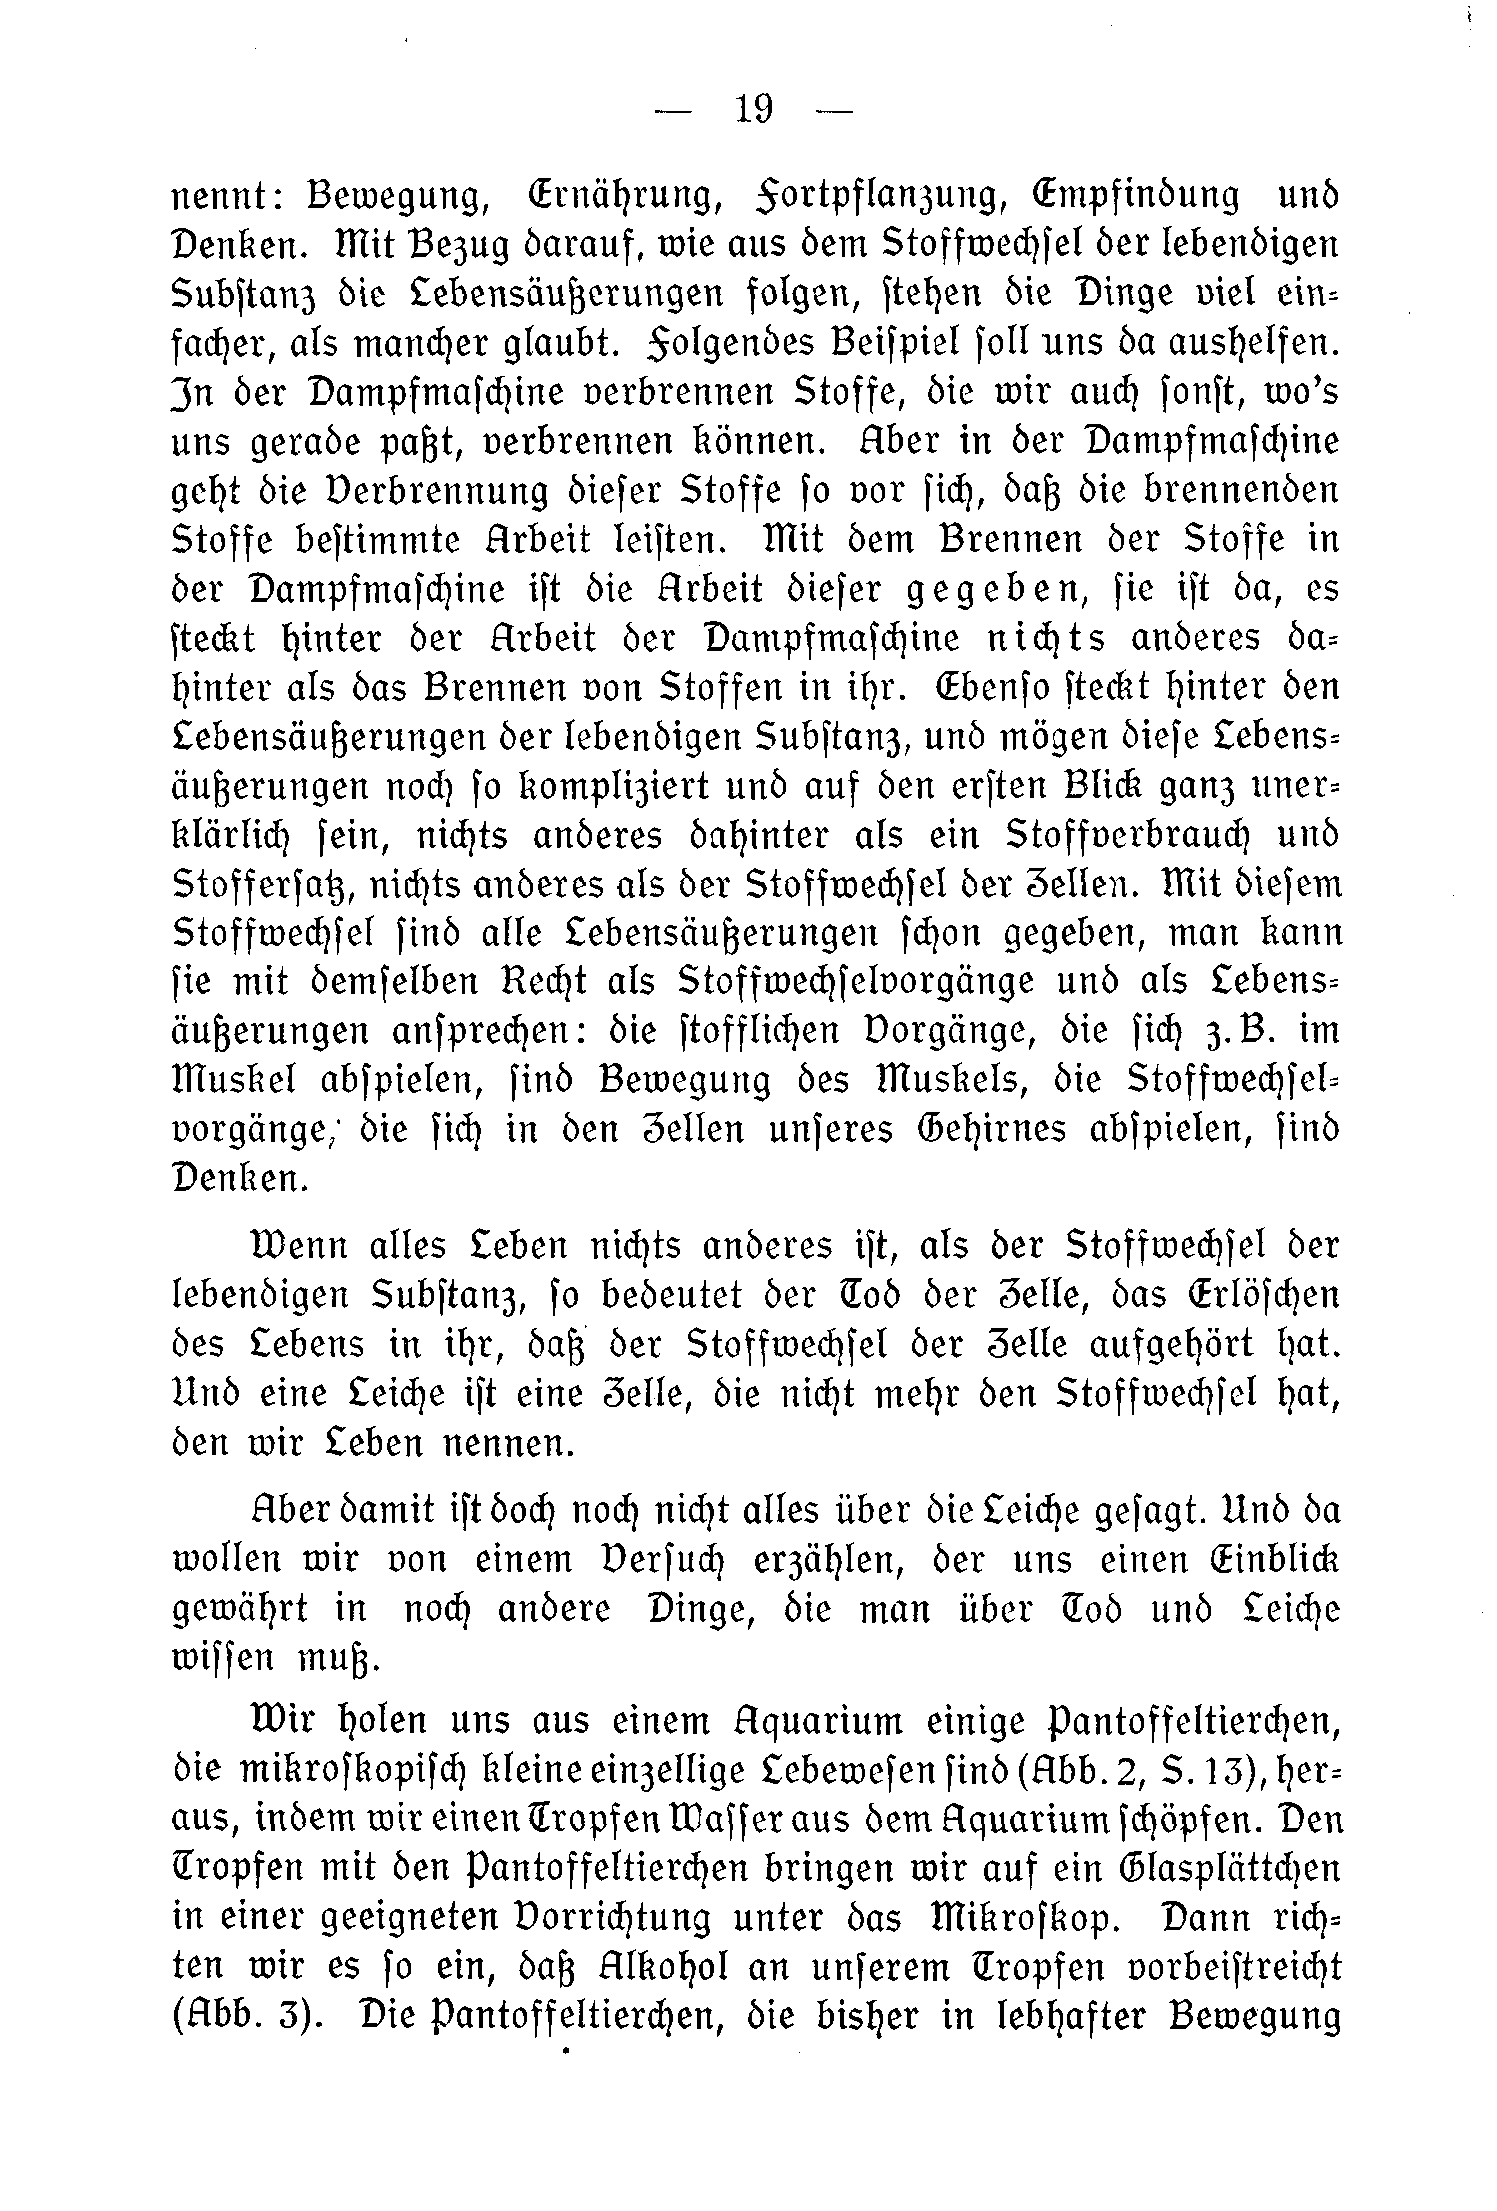 — 19 —
nennt: Bewegung, Ernährung, Fortpflanzung, Empfindung und
Denken. Mit Bezug darauf, wie aus dem Stoffwechſel der lebendigen
Subſtanz die Lebensäußerungen folgen, ſtehen die Dinge viel ein-
facher, als mancher glaubt. Folgendes Beiſpiel ſoll uns da aushelfen.
In der Dampfmaſchine verbrennen Stoffe, die wir auch ſonſt, wo's
uns gerade paßt, verbrennen können. Aber in der Dampfmaſchine
geht die Verbrennung dieſer Stoffe ſo vor ſich, daß die brennenden
Stoffe beſtimmte Arbeit leiſten. Mit dem Brennen der Stoffe in
der Dampfmaſchine iſt die Arbeit dieſer gegeben, ſie iſt da, es
ſteckt hinter der Arbeit der Dampfmaſchine nichts anderes da-
hinter als das Brennen von Stoffen in ihr. Ebenſo ſteckt hinter den
Lebensäußerungen der lebendigen Subſtanz, und mögen dieſe Lebens-
äußerungen noch ſo kompliziert und auf den erſten Blick ganz uner-
klärlich ſein, nichts anderes dahinter als ein Stoffverbrauch und
Stofferſatz, nichts anderes als der Stoffwechſel der Zellen. Mit dieſem
Stoffwechſel ſind alle Lebensäußerungen ſchon gegeben, man kann
ſie mit demſelben Recht als Stoffwechſelvorgänge und als Lebens-
äußerungen anſprechen: die ſtofflichen Vorgänge, die ſich z. B. im
Muskel abſpielen, ſind Bewegung des Muskels, die Stoffwechſel-
vorgänge, die ſich in den Zellen unſeres Gehirnes abſpielen, ſind
Denken.
Wenn alles Leben nichts anderes iſt, als der Stoffwechſel der
lebendigen Subſtanz, ſo bedeutet der Tod der Zelle, das Erlöſchen
des Lebens in ihr, daß der Stoffwechſel der Zelle aufgehört hat.
Und eine Leiche iſt eine Zelle, die nicht mehr den Stoffwechſel hat,
den wir Leben nennen.
Aber damit iſt doch noch nicht alles über die Leiche geſagt. Und da
wollen wir von einem Verſuch erzählen, der uns einen Einblick
gewährt in noch andere Dinge, die man über Tod und Leiche
wiſſen muß.
Wir holen uns aus einem Aquarium einige Pantoffeltierchen,
die mikroſkopiſch kleine einzellige Lebeweſen ſind (Abb. 2, S. 13), her-
aus, indem wir einen Tropfen Waſſer aus dem Aquarium ſchöpfen. Den
Tropfen mit den Pantoffeltierchen bringen wir auf ein Glasplättchen
in einer geeigneten Vorrichtung unter das Mikroſkop. Dann rich-
ten wir es ſo ein, daß Alkohol an unſerem Tropfen vorbeiſtreicht
(Abb. 3). Die Pantoffeltierchen, die bisher in lebhafter Bewegung